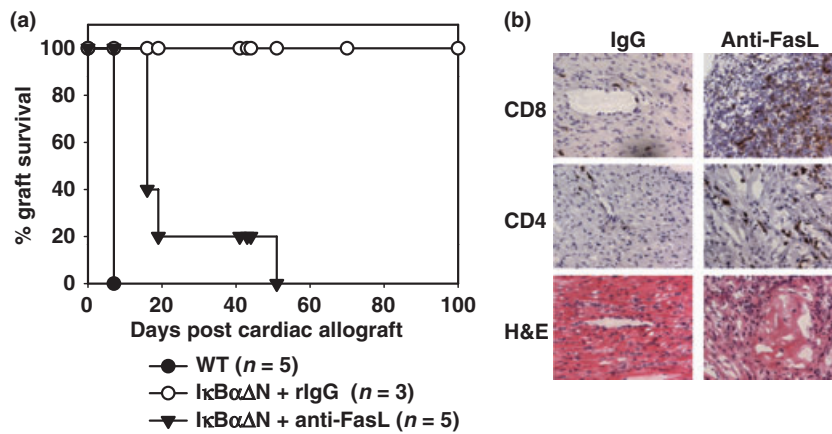 (a)
100
80
60
40
20
0
% graft survival
0 20 40 60 80 100
Days post cardiac allograft
WT (n = 5)
IκBαΔN + rIgG (n = 3)
IκBαΔN + anti-FasL (n = 5)
(b)
IgG Anti-FasL
CD8
CD4
H&E